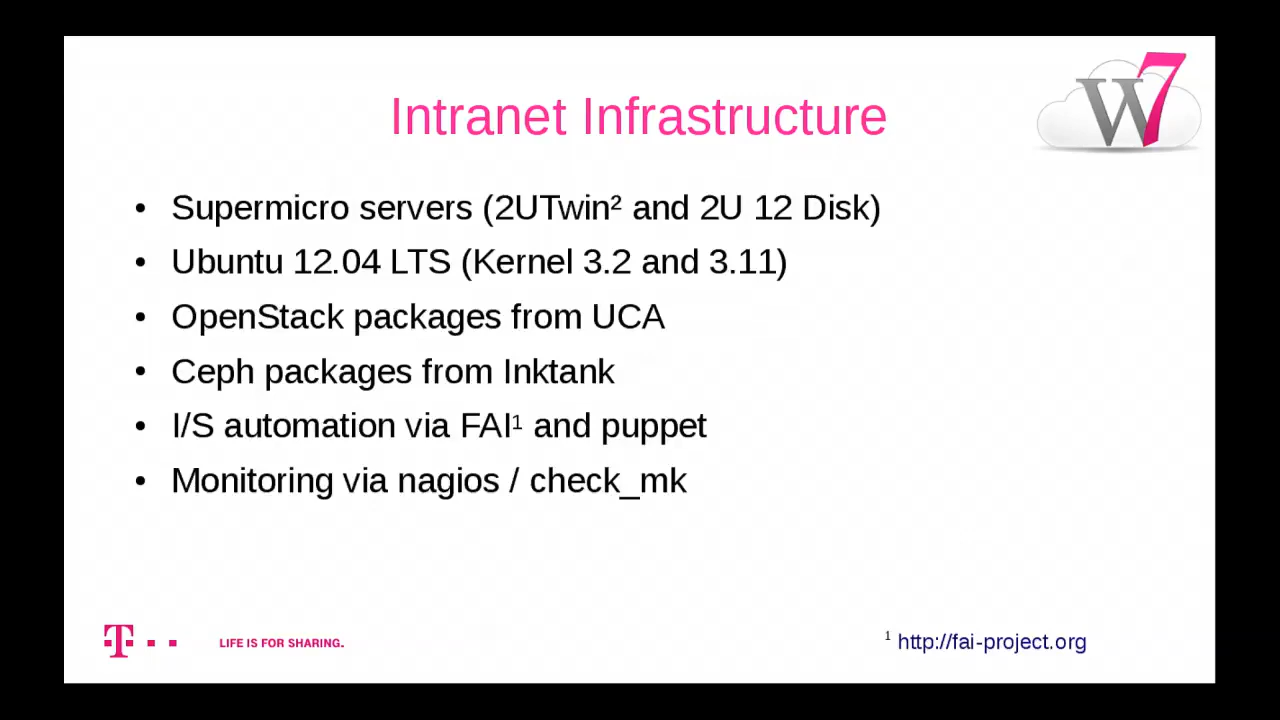 W7
Intranet Infrastructure
• Supermicro servers (2UTwin² and 2U 12 Disk)
• Ubuntu 12.04 LTS (Kernel 3.2 and 3.11)
• OpenStack packages from UCA
• Ceph packages from Inktank
• I/S automation via FAI¹ and puppet
• Monitoring via nagios / check_mk
T LIFE IS FOR SHARING.
¹ http://fai-project.org